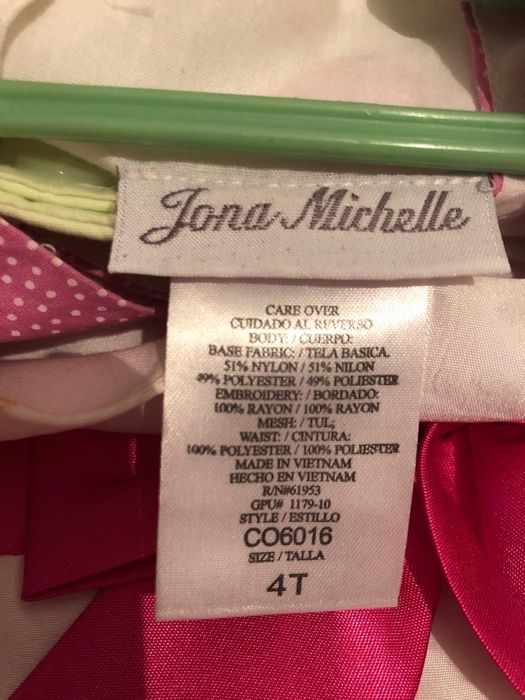 Jona Michelle
CARE OVER
CUIDADO AL REVERSO
BODY: / CUERPO:
BASE FABRIC: / TELA BASICA.
51% NYLON / 51% NILON
49% POLYESTER / 49% POLIESTER
EMBROIDERY: / BORDADO:
100% RAYON / 100% RAYON
MESH: / TUL;
WAIST: / CINTURA:
100% POLYESTER / 100% POLIESTER
MADE IN VIETNAM
HECHO EN VIETNAM
R/N#61953
GPU# 1179-10
STYLE / ESTILLO
CO6016
SIZE / TALLA
4T